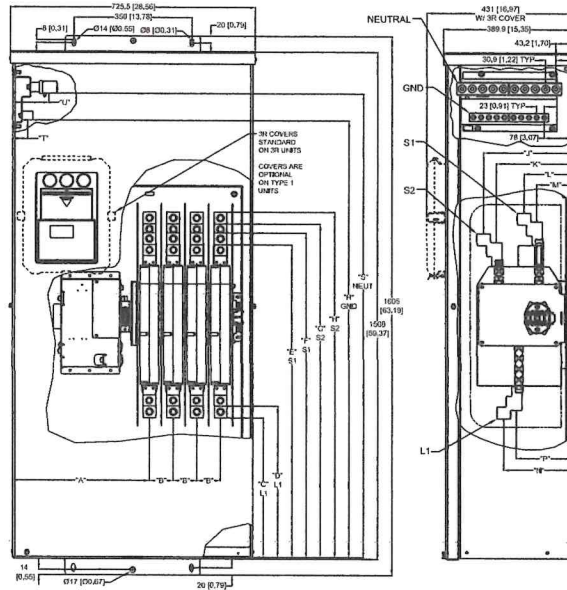 725,5 [28,56]
350 [13,78]
8 [0,31]
Ø14 [Ø0.55]
Ø8 [Ø0,31]
20 [0,79]
431 [16,97]
W/ 3R COVER
389.9 [15,35]
NEUTRAL
43,2 [1,70]
30,9 [1,22] TYP
GND
23 [0,91] TYP
78 [3,07]
"U"
"T"
3R COVERS
STANDARD
ON 3R UNITS
COVERS ARE
OPTIONAL
ON TYPE 1
UNITS
S1
S2
"J"
"K"
"L"
"M"
"E"
S1
"F"
S1
"G"
S2
"H"
S2
"R"
GND
"S"
NEUT
1508
[59,37]
1605
[63,19]
"A"
"B"
"B"
"B"
"C"
L1
"D"
L1
L1
"P"
"N"
14
[0,55]
Ø17 [Ø0,67]
20 [0,79]